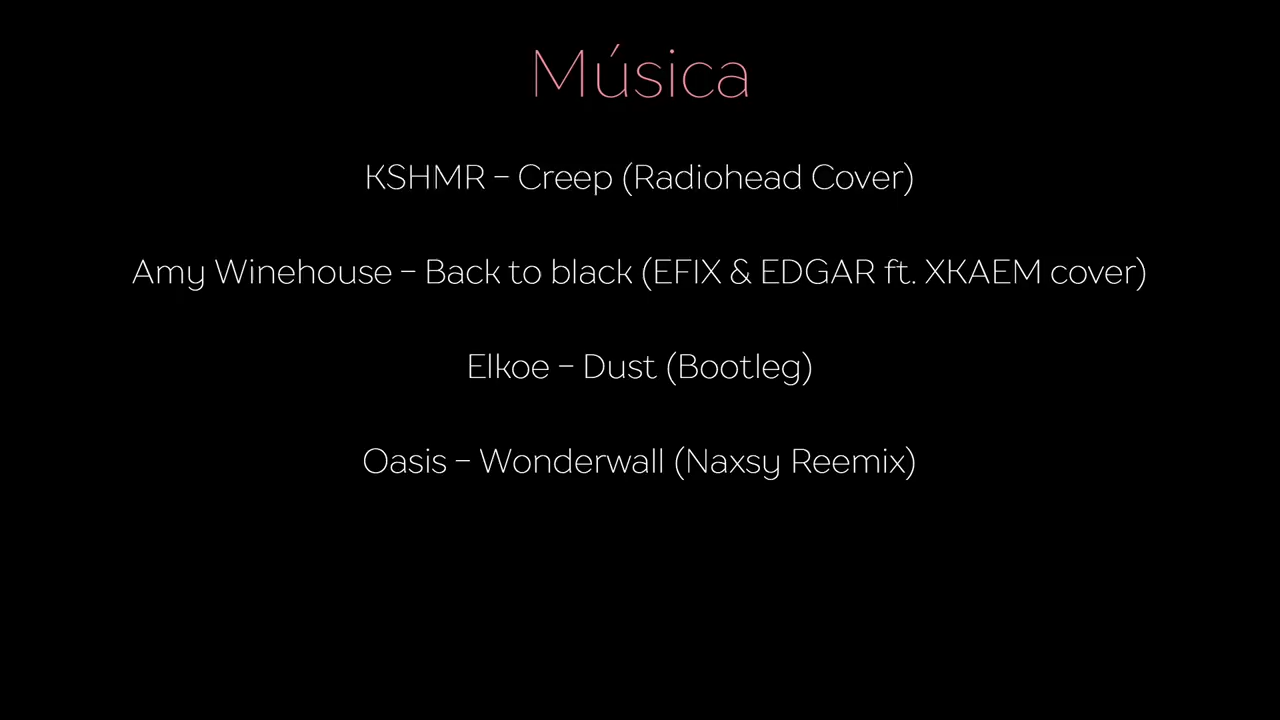 Música
KSHMR – Creep (Radiohead Cover)
Amy Winehouse – Back to black (EFIX & EDGAR ft. XKAEM cover)
Elkoe – Dust (Bootleg)
Oasis – Wonderwall (Naxsy Reemix)